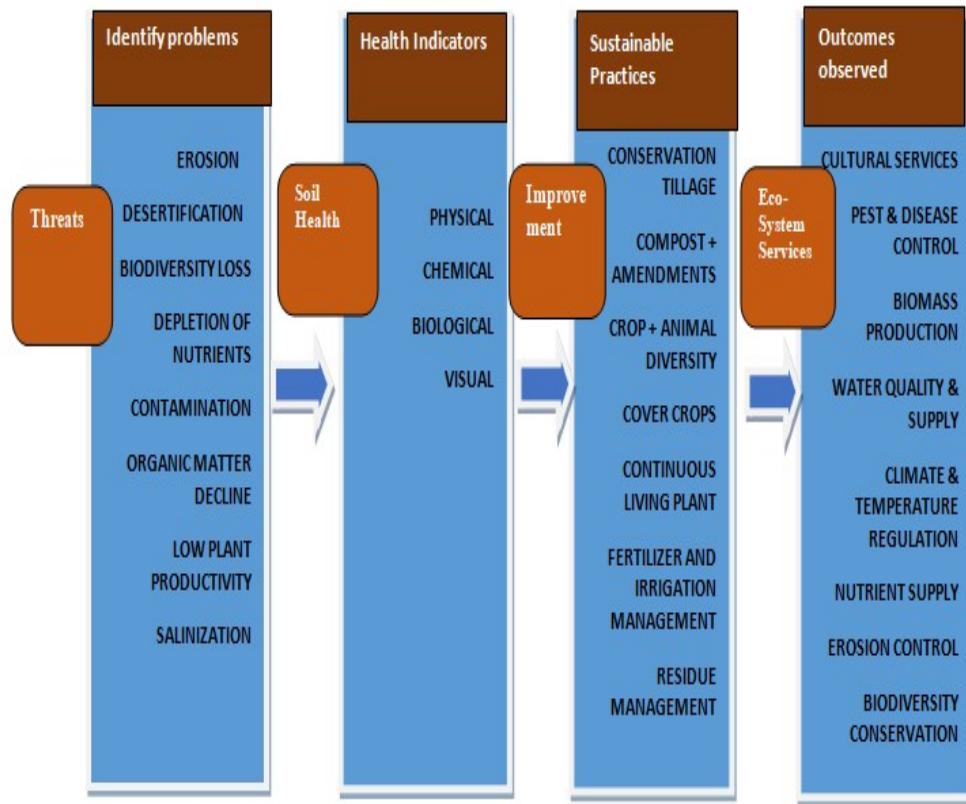 Identify problems
Threats
EROSION
DESERTIFICATION
BIODIVERSITY LOSS
DEPLETION OF
NUTRIENTS
CONTAMINATION
ORGANIC MATTER
DECLINE
LOW PLANT
PRODUCTIVITY
SALINIZATION
Health Indicators
Soil
Health
PHYSICAL
CHEMICAL
BIOLOGICAL
VISUAL
Sustainable
Practices
Improve
ment
CONSERVATION
TILLAGE
COMPOST +
AMENDMENTS
CROP + ANIMAL
DIVERSITY
COVER CROPS
CONTINUOUS
LIVING PLANT
FERTILIZER AND
IRRIGATION
MANAGEMENT
RESIDUE
MANAGEMENT
Outcomes
observed
Eco-
System
Services
CULTURAL SERVICES
PEST & DISEASE
CONTROL
BIOMASS
PRODUCTION
WATER QUALITY &
SUPPLY
CLIMATE &
TEMPERATURE
REGULATION
NUTRIENT SUPPLY
EROSION CONTROL
BIODIVERSITY
CONSERVATION